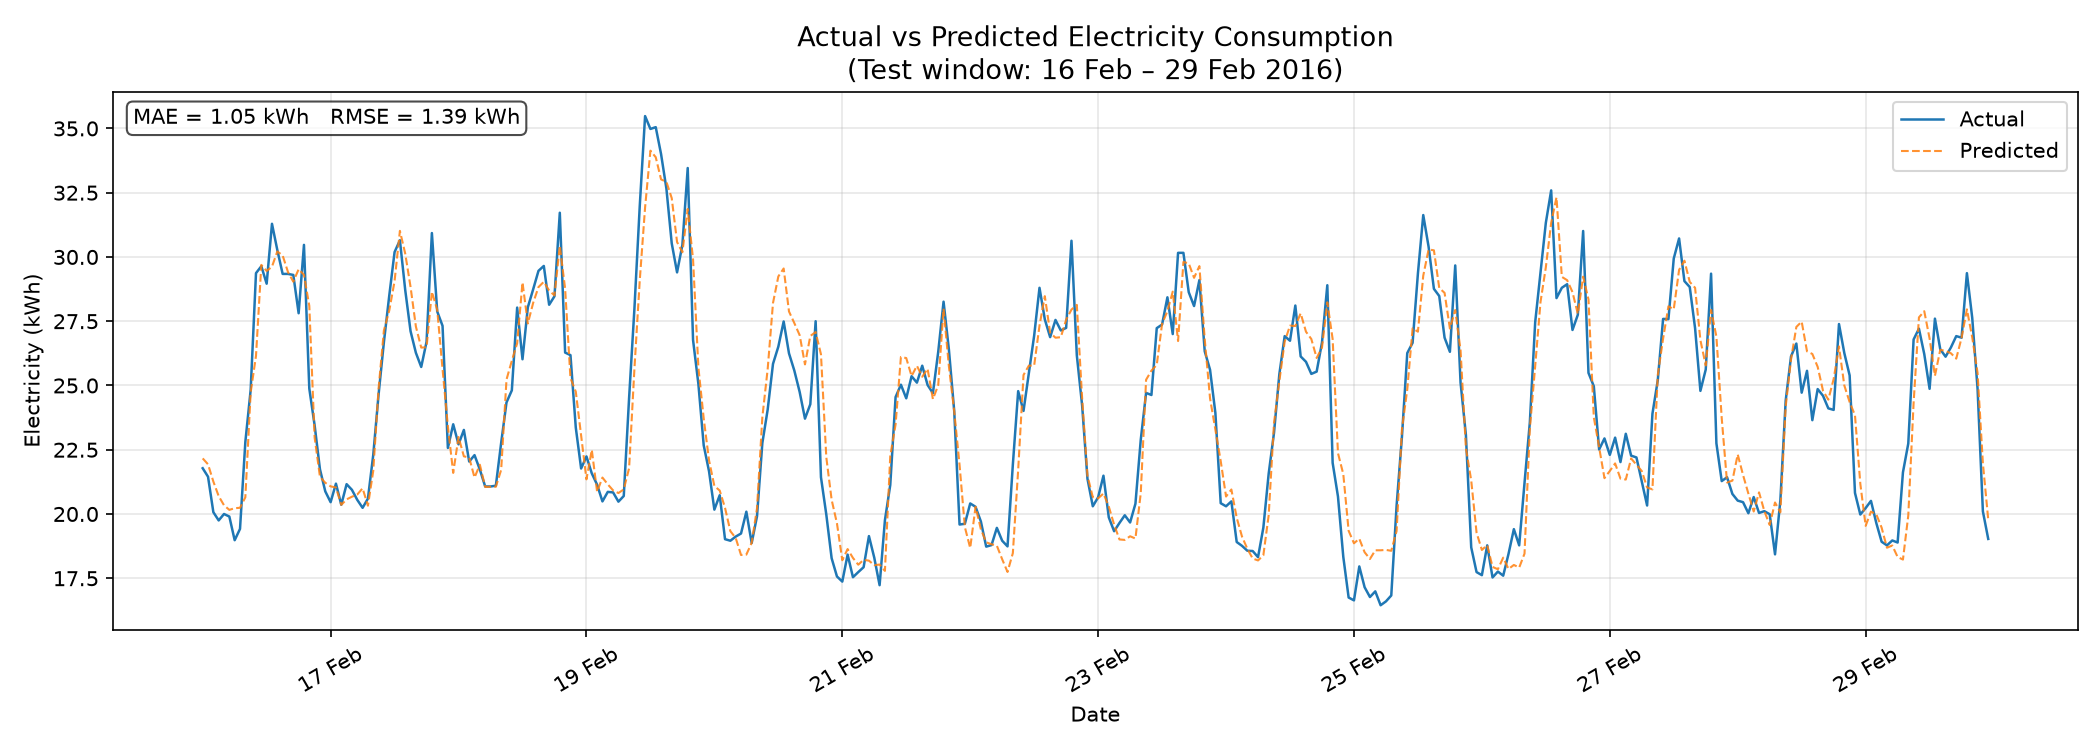 Actual vs Predicted Electricity Consumption
(Test window: 16 Feb – 29 Feb 2016)
MAE = 1.05 kWh   RMSE = 1.39 kWh
Actual
Predicted
Electricity (kWh)
35.0
32.5
30.0
27.5
25.0
22.5
20.0
17.5
17 Feb
19 Feb
21 Feb
23 Feb
25 Feb
27 Feb
29 Feb
Date